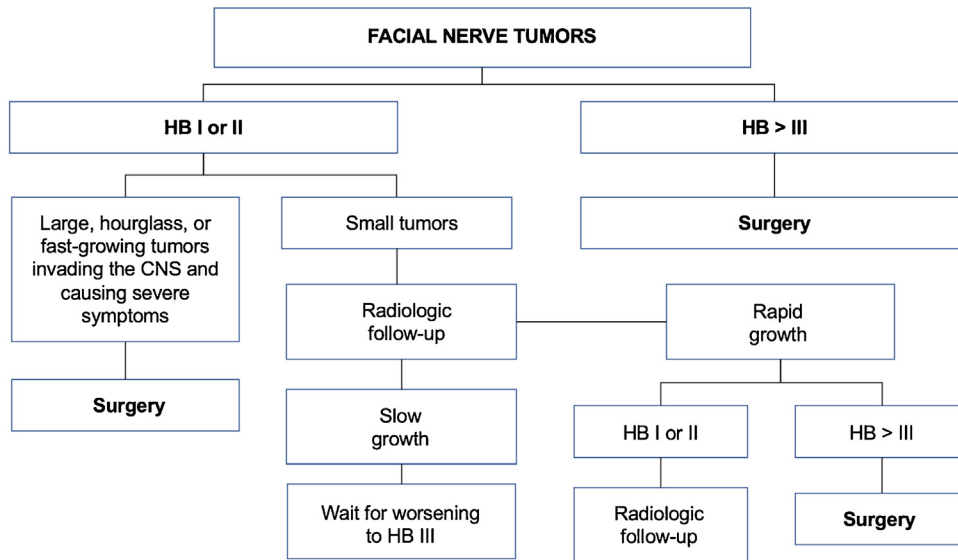 FACIAL NERVE TUMORS
HB I or II
HB > III
Large, hourglass, or
fast-growing tumors
invading the CNS and
causing severe
symptoms
Small tumors
Surgery
Radiologic
follow-up
Rapid
growth
Surgery
Slow
growth
HB I or II
HB > III
Wait for worsening
to HB III
Radiologic
follow-up
Surgery